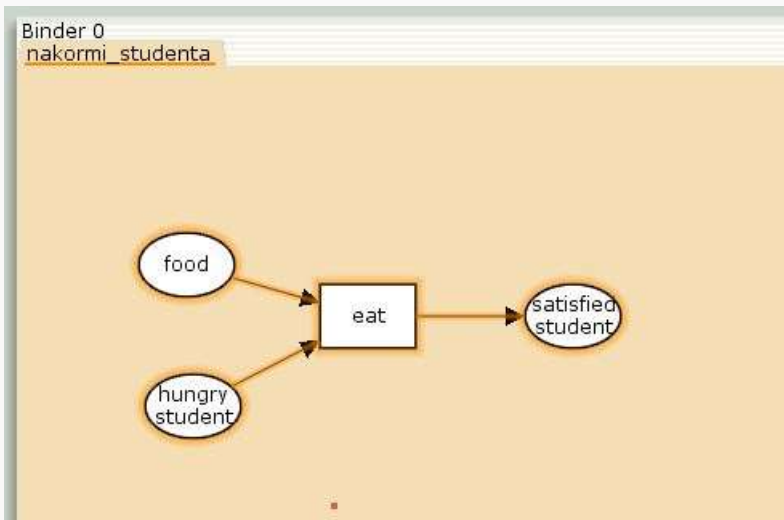 Binder 0
nakormi_studenta
food
eat
satisfied
student
hungry
student